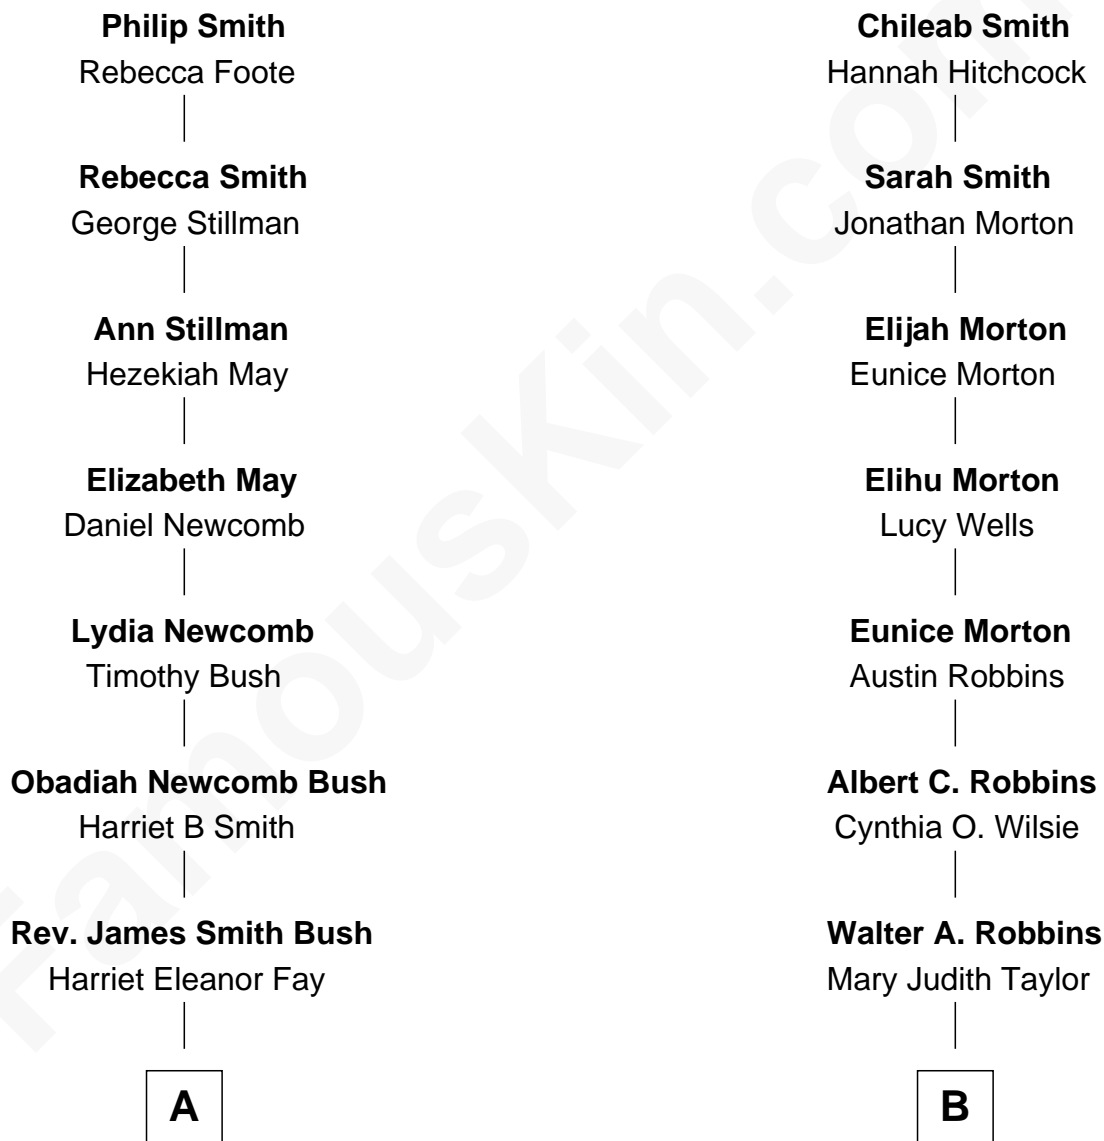 Philip Smith
Rebecca Foote
Rebecca Smith
George Stillman
Ann Stillman
Hezekiah May
Elizabeth May
Daniel Newcomb
Lydia Newcomb
Timothy Bush
Obadiah Newcomb Bush
Harriet B Smith
Rev. James Smith Bush
Harriet Eleanor Fay
A
Chileab Smith
Hannah Hitchcock
Sarah Smith
Jonathan Morton
Elijah Morton
Eunice Morton
Elihu Morton
Lucy Wells
Eunice Morton
Austin Robbins
Albert C. Robbins
Cynthia O. Wilsie
Walter A. Robbins
Mary Judith Taylor
B
FamousKin.com